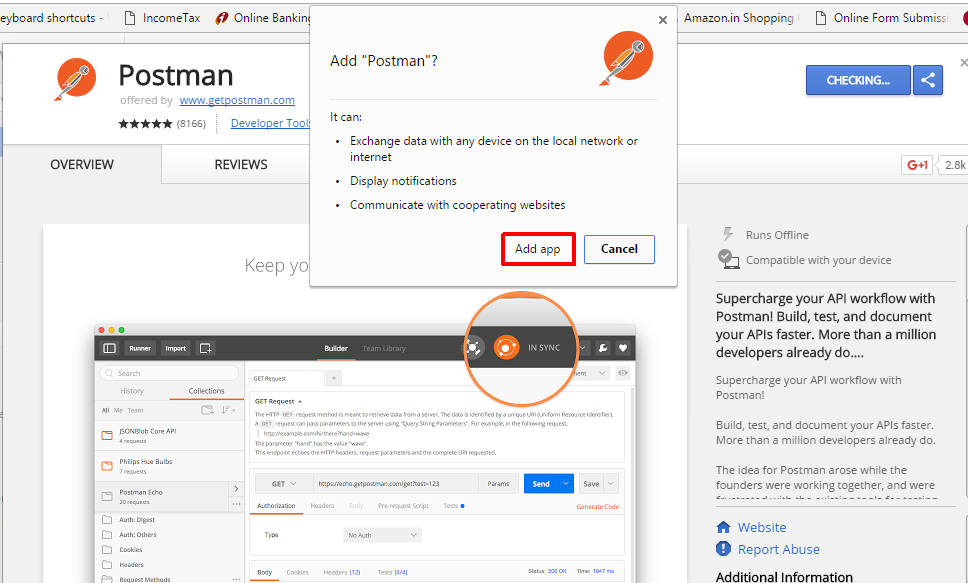 eyboard shortcuts -
IncomeTax
Online Banking
Amazon.in Shopping
Online Form Submiss
Postman
offered by www.getpostman.com
★★★★★ (8166)
Developer Tools
CHECKING...
OVERVIEW
REVIEWS
G+1
2.8k
Add "Postman"?
It can:
• Exchange data with any device on the local network or
internet
• Display notifications
• Communicate with cooperating websites
Add app
Cancel
Keep yo
Runner
Import
Builder
Team Library
IN SYNC
Search
History
Collections
All Me Team
JSONBlob Core API
4 requests
Philips Hue Bulbs
7 requests
Postman Echo
20 requests
Auth: Digest
Auth: Others
Cookies
Headers
Request Methods
GET Request
+
GET Request
The HTTP GET request method is meant to retrieve data from a server. The data is identified by a unique URI (Uniform Resource Identifier).
A GET request can pass parameters to the server using "Query String Parameters". For example, in the following request,
http://example.com/hi/there?hand=wave
The parameter "hand" has the value "wave".
This endpoint echoes the HTTP headers, request parameters and the complete URI requested.
GET
https://echo.getpostman.com/get?test=123
Params
Send
Save
Authorization
Headers
Body
Pre-request Script
Tests
Generate Code
Type
No Auth
Body
Cookies
Headers (12)
Tests (4/4)
Status: 200 OK
Time: 1047 ms
Runs Offline
Compatible with your device
Supercharge your API workflow with
Postman! Build, test, and document
your APIs faster. More than a million
developers already do....
Supercharge your API workflow with
Postman!
Build, test, and document your APIs faster.
More than a million developers already do.
The idea for Postman arose while the
founders were working together, and were
frustrated with the existing tools for testing
Website
Report Abuse
Additional Information